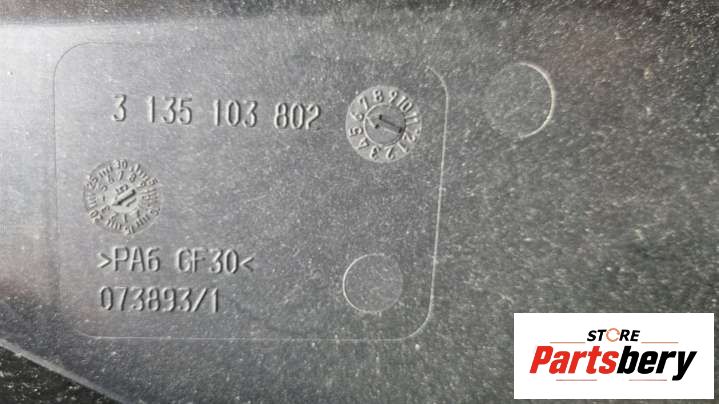 3 135 103 802
>PA6 GF30<
073893/1
STORE
Partsbery